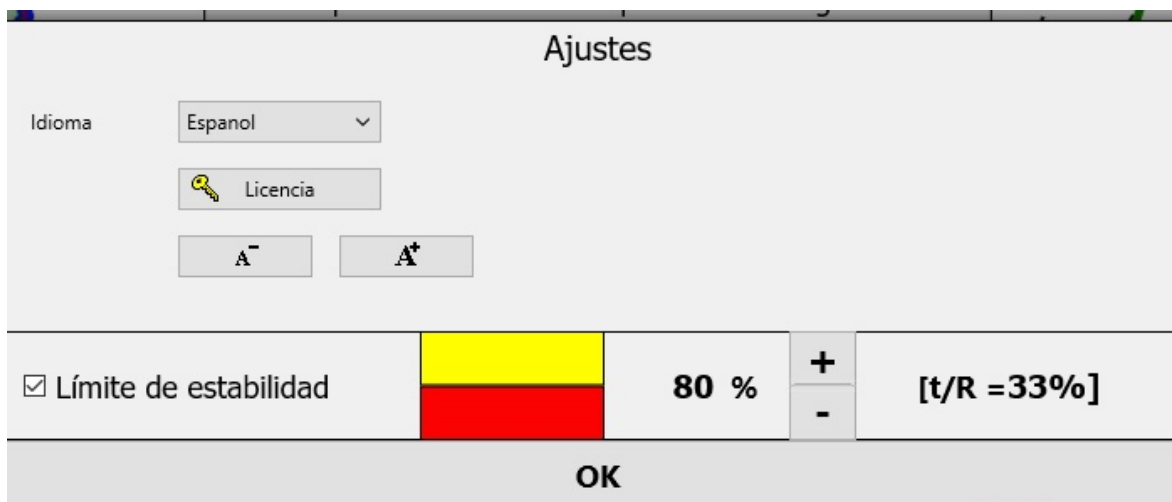 Ajustes
Idioma
Espanol
Licencia
A-
A+
Límite de estabilidad
80 %
+
-
[t/R =33%]
OK